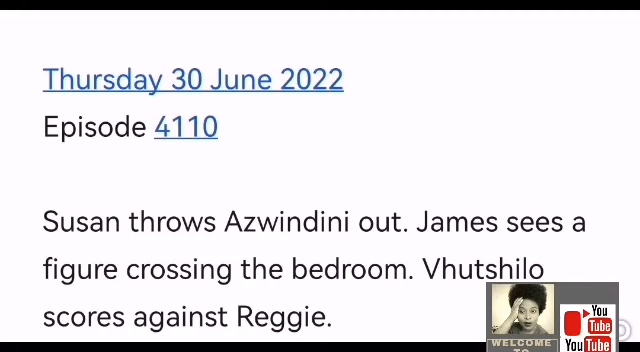 Thursday 30 June 2022
Episode 4110
Susan throws Azwindini out. James sees a
figure crossing the bedroom. Vhutshilo
scores against Reggie.
You
Tube
YouTube
WELCOME
TO